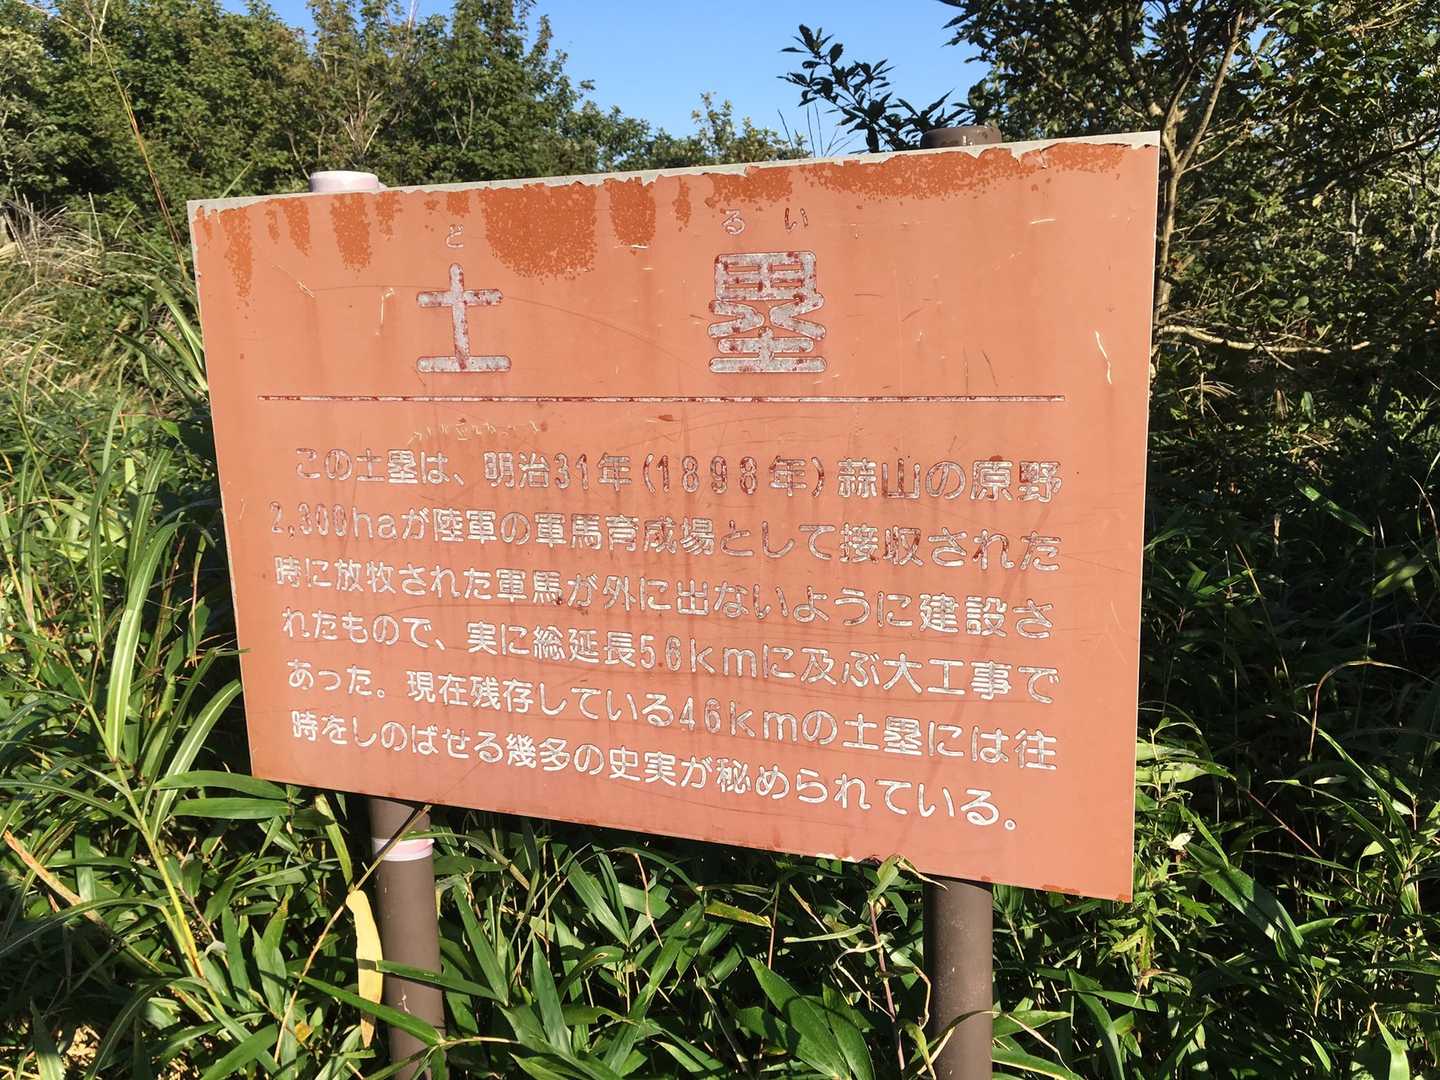 ど るい
土 塁
この土塁は、明治31年(1898年)蒜山の原野
2,300haが陸軍の軍馬育成場として接収された
時に放牧された軍馬が外に出ないように建設さ
れたもので、実に総延長56kmに及ぶ大工事で
あった。現在残存している46kmの土塁には往
時をしのばせる幾多の史実が秘められている。